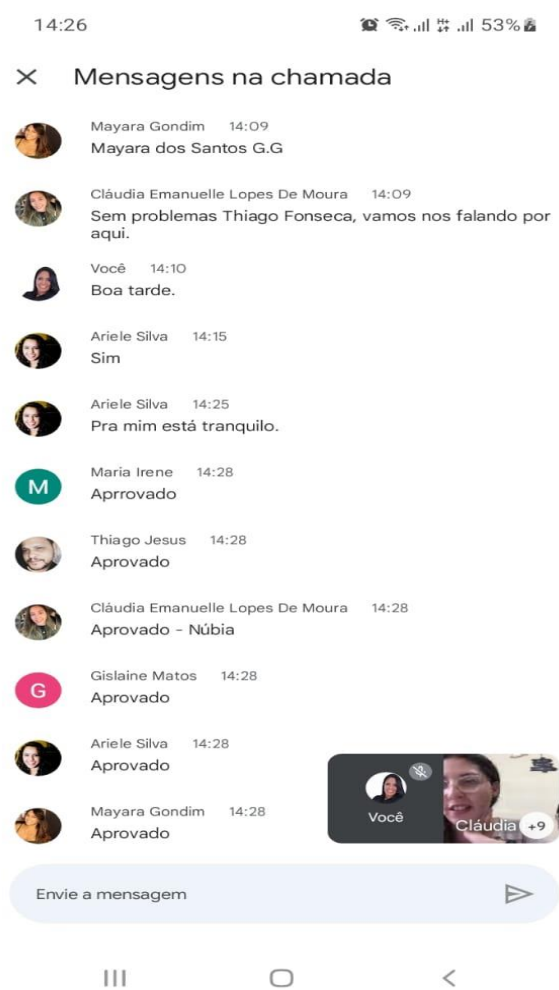 14:26
53%
Mensagens na chamada
Mayara Gondim 14:09
Mayara dos Santos G.G
Cláudia Emanuelle Lopes De Moura 14:09
Sem problemas Thiago Fonseca, vamos nos falando por
aqui.
Você 14:10
Boa tarde.
Ariele Silva 14:15
Sim
Ariele Silva 14:25
Pra mim está tranquilo.
M
Maria Irene 14:28
Aprrovado
Thiago Jesus 14:28
Aprovado
Cláudia Emanuelle Lopes De Moura 14:28
Aprovado - Núbia
G
Gislaine Matos 14:28
Aprovado
Ariele Silva 14:28
Aprovado
Mayara Gondim 14:28
Aprovado
Você
Cláudia +9
Envie a mensagem